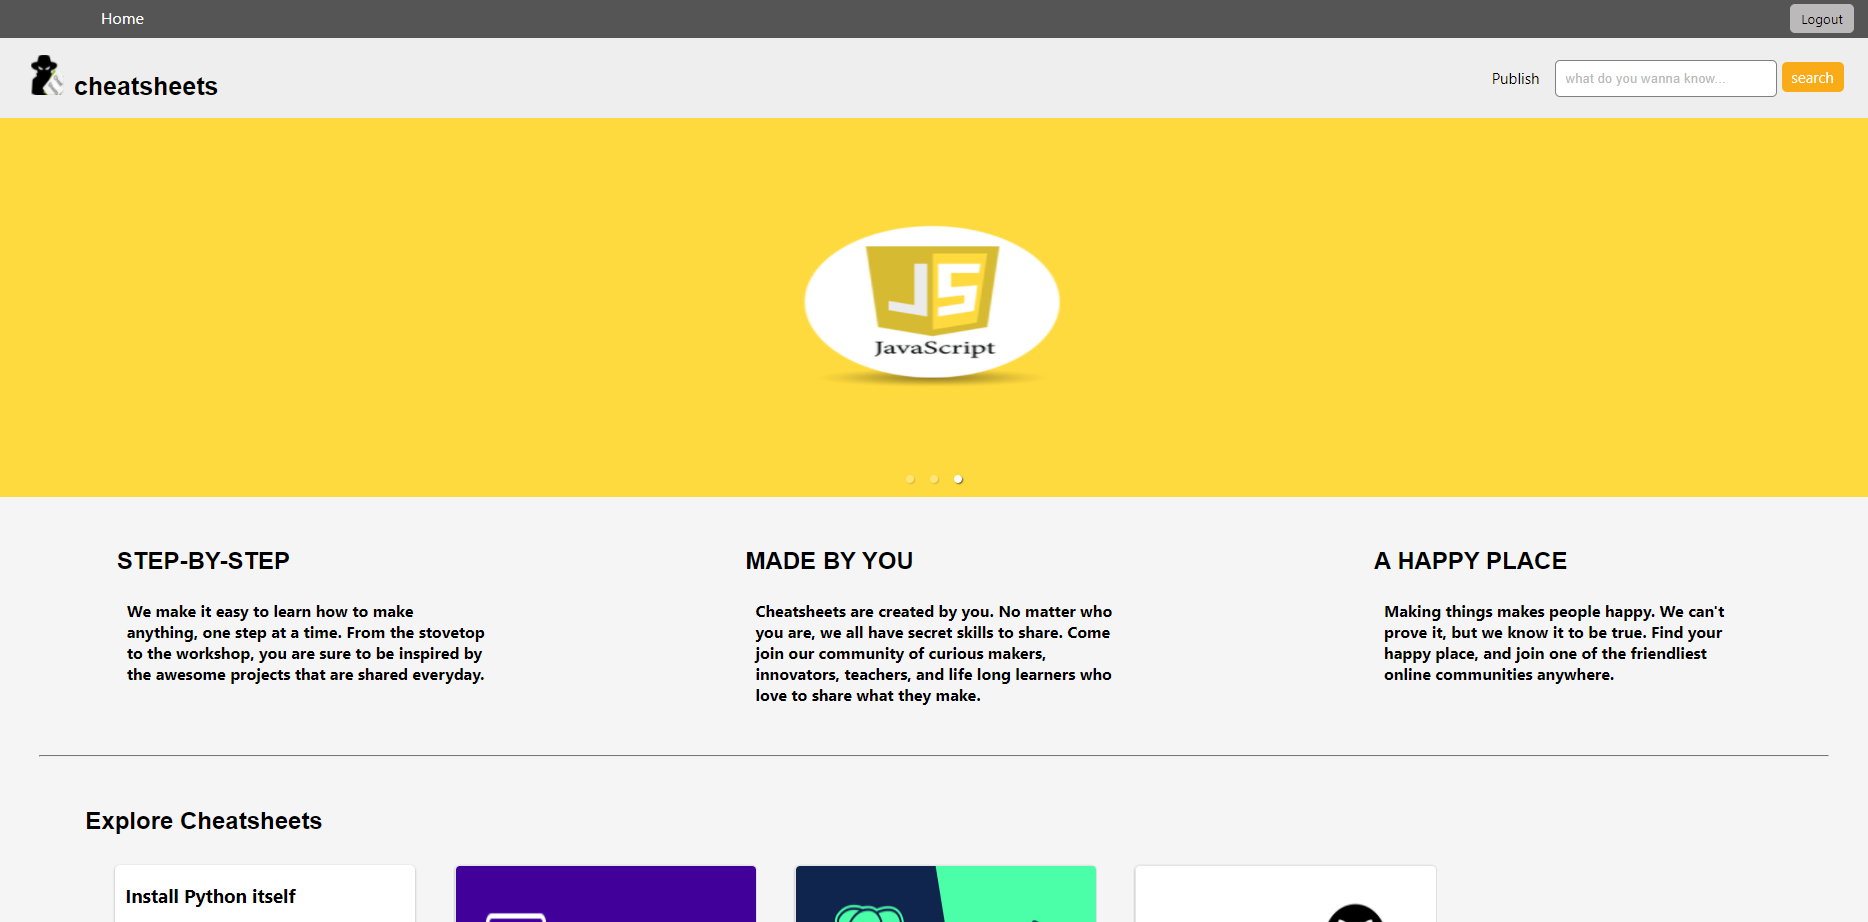 Home
Logout
cheatsheets
Publish
what do you wanna know...
search
JS
JavaScript
STEP-BY-STEP
We make it easy to learn how to make
anything, one step at a time. From the stovetop
to the workshop, you are sure to be inspired by
the awesome projects that are shared everyday.
MADE BY YOU
Cheatsheets are created by you. No matter who
you are, we all have secret skills to share. Come
join our community of curious makers,
innovators, teachers, and life long learners who
love to share what they make.
A HAPPY PLACE
Making things makes people happy. We can't
prove it, but we know it to be true. Find your
happy place, and join one of the friendliest
online communities anywhere.
Explore Cheatsheets
Install Python itself